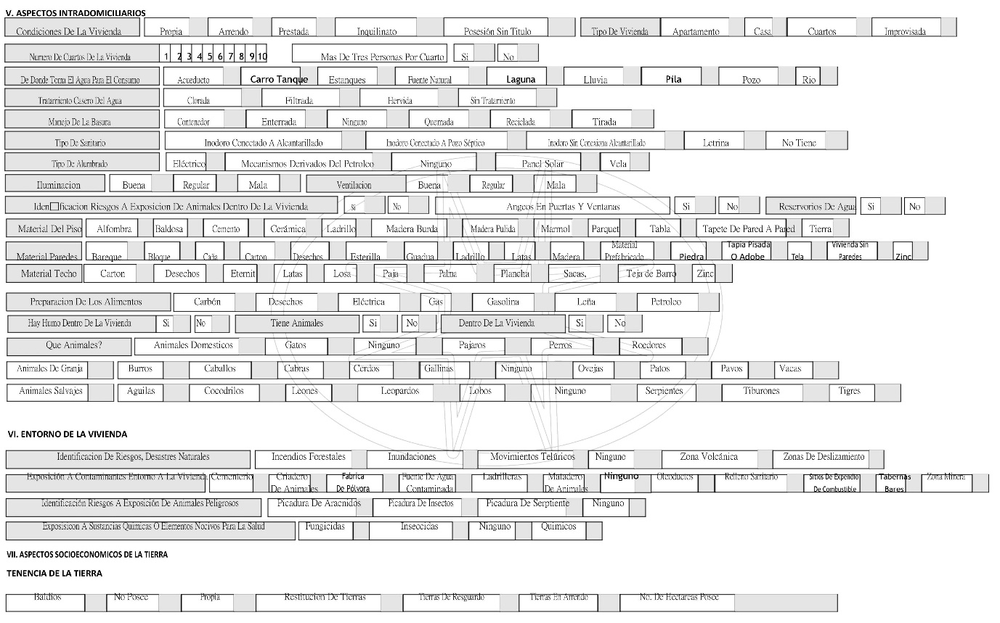 V. ASPECTOS INTRADOMICILIARIOS
Condiciones De La Vivienda Propia Arrendo Prestada Inquilinato Posesión Sin Titulo Tipo De Vivienda Apartamento Casa Cuartos Improvisada
Numero De Cuartos De La Vivienda 1 2 3 4 5 6 7 8 9 10 Mas De Tres Personas Por Cuarto Si No
De Donde Toma El Agua Para El Consumo Acueducto Carro Tanque Estanques Fuente Natural Laguna Lluvia Pila Pozo Rio
Tratamiento Casero Del Agua Clorada Filtrada Hervida Sin Tratamiento
Manejo De La Basura Contenedor Enterrada Ninguno Quemada Reciclada Tirada
Tipo De Sanitario Inodoro Conectado A Alcantarillado Inodoro Conectado A Pozo Séptico Inodoro Sin Conexiona Alcantarillado Letrina No Tiene
Tipo De Alumbrado Eléctrico Mecanismos Derivados Del Petroleo Ninguno Panel Solar Vela
Iluminacion Buena Regular Mala Ventilacion Buena Regular Mala
Iden□ficacion Riesgos A Exposicion De Animales Dentro De La Vivienda Si No Angeos En Puertas Y Ventanas Si No Reservorios De Agua Si No
Material Del Piso Alfombra Baldosa Cemento Cerámica Ladrillo Madera Burda Madera Pulida Marmol Parquet Tabla Tapete De Pared A Pared Tierra
Material Paredes Bareque Bloque Caña Carton Desechos Esterilla Guadua Ladrillo Latas Madera Material Prefabricado Piedra Tapia Pisada O Adobe Tela Vivienda Sin Paredes Zinc
Material Techo Carton Desechos Eternit Latas Losa Paja Palma Plancha Sacas, Teja de Barro Zinc
Preparacion De Los Alimentos Carbón Desechos Eléctrica Gas Gasolina Leña Petroleo
Hay Humo Dentro De La Vivienda Si No Tiene Animales Si No Dentro De La Vivienda Si No
Que Animales? Animales Domesticos Gatos Ninguno Pajaros Perros Roedores
Animales De Granja Burros Caballos Cabras Cerdos Gallinas Ninguno Ovejas Patos Pavos Vacas
Animales Salvajes Aguilas Cocodrilos Leones Leopardos Lobos Ninguno Serpientes Tiburones Tigres
VI. ENTORNO DE LA VIVIENDA
Identificacion De Riesgos, Desastres Naturales Incendios Forestales Inundaciones Movimientos Telúricos Ninguno Zona Volcánica Zonas De Deslizamiento
Exposición A Contaminantes Entorno A La Vivienda Cementerio Criadero De Animales Fabrica De Pólvora Fuente De Agua Contaminada Ladrilleras Matadero De Animales Ninguno Oleoductos Relleno Sanitario Sitios De Expendio De Combustible Tabernas Bares Zona Minera
Identificación Riesgos A Exposición De Animales Peligrosos Picadura De Aracnidos Picadura De Insectos Picadura De Serptiente Ninguno
Exposisicon A Sustancias Quimicas O Elementos Nocivos Para La Salud Fungicidas Inseccidas Ninguno Quimicos
VII. ASPECTOS SOCIOECONOMICOS DE LA TIERRA
TENENCIA DE LA TIERRA
Baldios No Posee Propia Restitucion De Tierras Tierras De Resguardo Tierras En Arrendo No. De Hectareas Posee